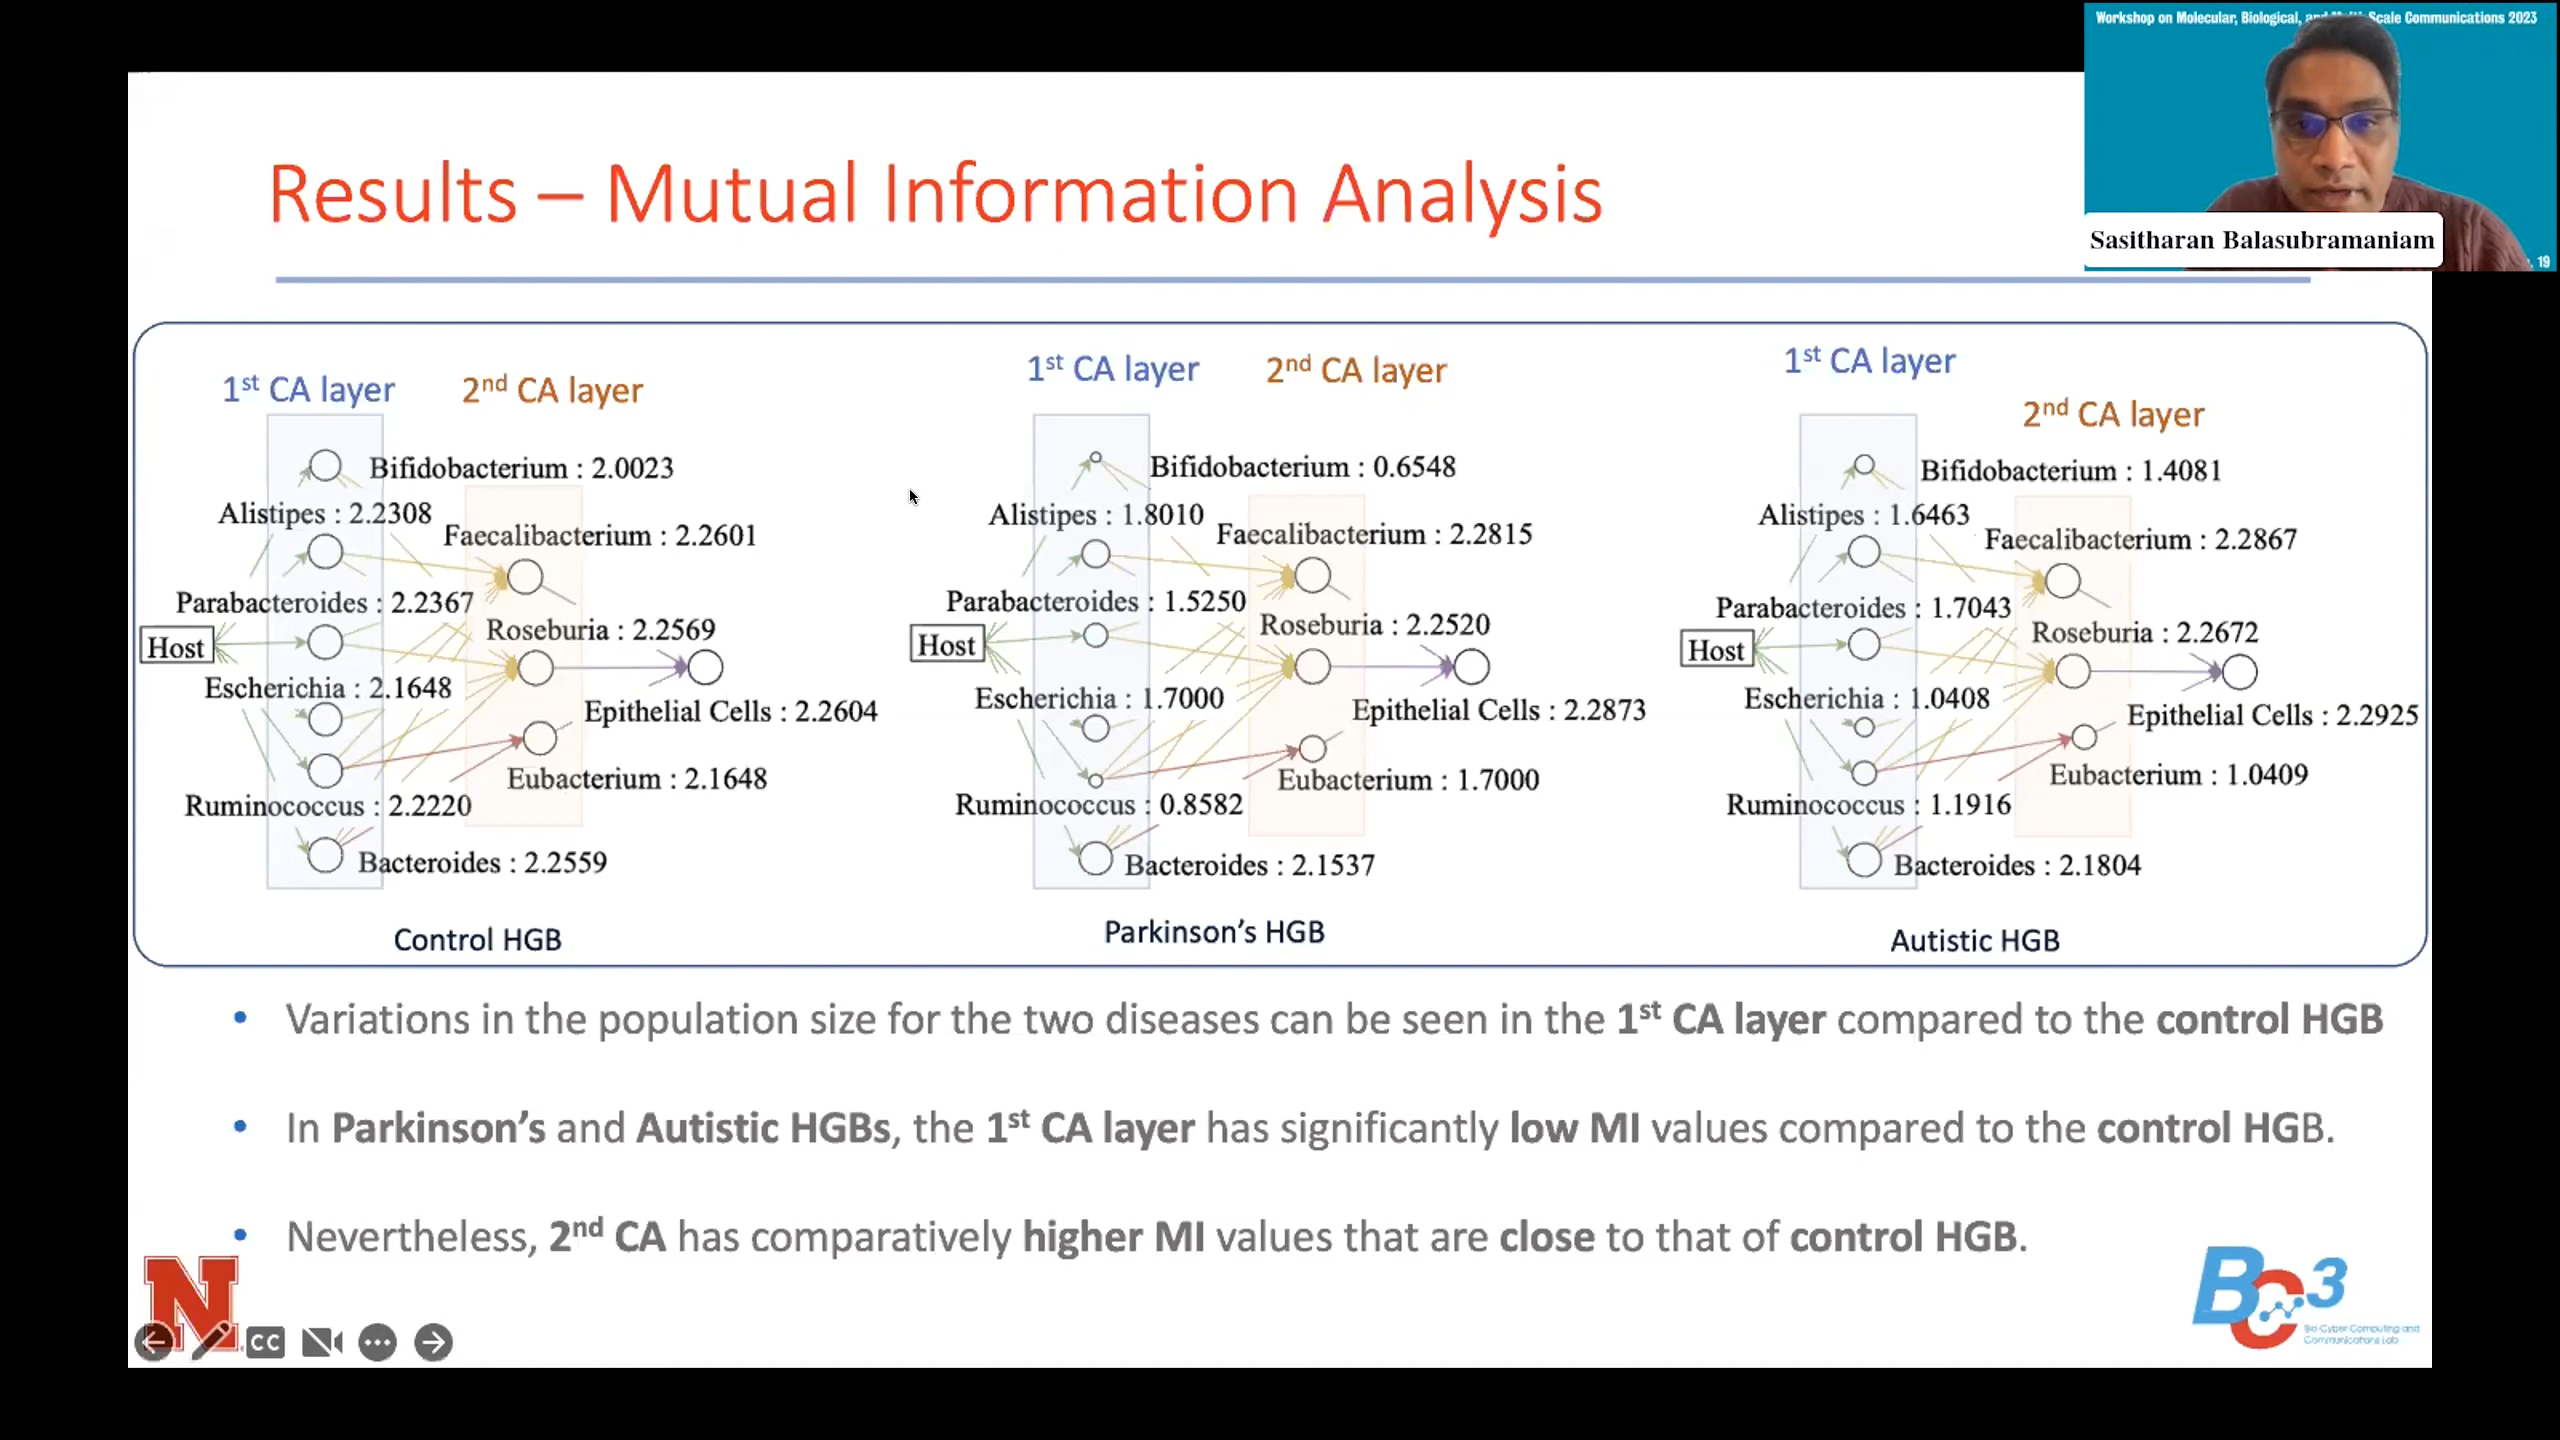 Workshop on Molecular, Biological, and Multi-Scale Communications 2023
Sasitharan Balasubramaniam
19
Results – Mutual Information Analysis
1st CA layer
2nd CA layer
Bifidobacterium : 2.0023
Alistipes : 2.2308
Faecalibacterium : 2.2601
Parabacteroides : 2.2367
Roseburia : 2.2569
Host
Escherichia : 2.1648
Epithelial Cells : 2.2604
Eubacterium : 2.1648
Ruminococcus : 2.2220
Bacteroides : 2.2559
Control HGB
1st CA layer
2nd CA layer
Bifidobacterium : 0.6548
Alistipes : 1.8010
Faecalibacterium : 2.2815
Parabacteroides : 1.5250
Roseburia : 2.2520
Host
Escherichia : 1.7000
Epithelial Cells : 2.2873
Eubacterium : 1.7000
Ruminococcus : 0.8582
Bacteroides : 2.1537
Parkinson's HGB
1st CA layer
2nd CA layer
Bifidobacterium : 1.4081
Alistipes : 1.6463
Faecalibacterium : 2.2867
Parabacteroides : 1.7043
Roseburia : 2.2672
Host
Escherichia : 1.0408
Epithelial Cells : 2.2925
Eubacterium : 1.0409
Ruminococcus : 1.1916
Bacteroides : 2.1804
Autistic HGB
• Variations in the population size for the two diseases can be seen in the 1st CA layer compared to the control HGB
• In Parkinson's and Autistic HGBs, the 1st CA layer has significantly low MI values compared to the control HGB.
• Nevertheless, 2nd CA has comparatively higher MI values that are close to that of control HGB.
N
CC
BC3
Bio-Cyber Computing and
Communications Lab